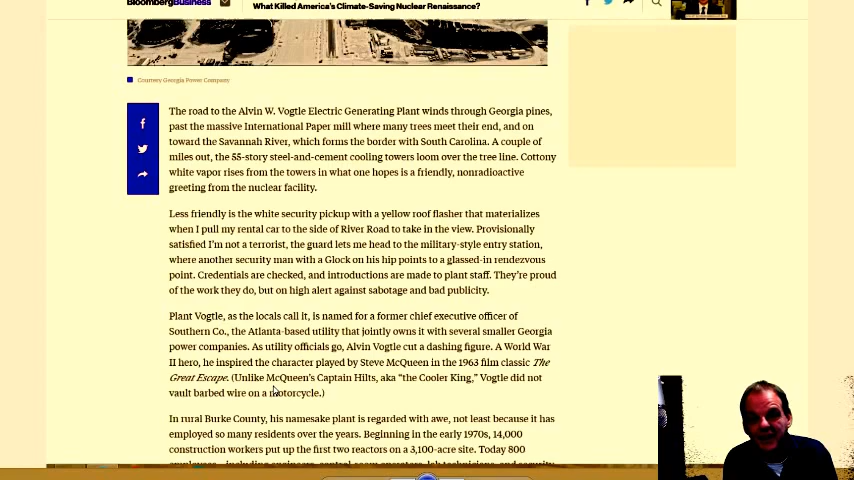 BloombergBusiness
What Killed America's Climate-Saving Nuclear Renaissance?
Courtesy Georgia Power Company
The road to the Alvin W. Vogtle Electric Generating Plant winds through Georgia pines,
past the massive International Paper mill where many trees meet their end, and on
toward the Savannah River, which forms the border with South Carolina. A couple of
miles out, the 55-story steel-and-cement cooling towers loom over the tree line. Cottony
white vapor rises from the towers in what one hopes is a friendly, nonradioactive
greeting from the nuclear facility.
Less friendly is the white security pickup with a yellow roof flasher that materializes
when I pull my rental car to the side of River Road to take in the view. Provisionally
satisfied I'm not a terrorist, the guard lets me head to the military-style entry station,
where another security man with a Glock on his hip points to a glassed-in rendezvous
point. Credentials are checked, and introductions are made to plant staff. They're proud
of the work they do, but on high alert against sabotage and bad publicity.
Plant Vogtle, as the locals call it, is named for a former chief executive officer of
Southern Co., the Atlanta-based utility that jointly owns it with several smaller Georgia
power companies. As utility officials go, Alvin Vogtle cut a dashing figure. A World War
II hero, he inspired the character played by Steve McQueen in the 1963 film classic The
Great Escape. (Unlike McQueen's Captain Hilts, aka “the Cooler King,” Vogtle did not
vault barbed wire on a motorcycle.)
In rural Burke County, his namesake plant is regarded with awe, not least because it has
employed so many residents over the years. Beginning in the early 1970s, 14,000
construction workers put up the first two reactors on a 3,100-acre site. Today 800
employees—including engineers, control-room operators, lab technicians, and security